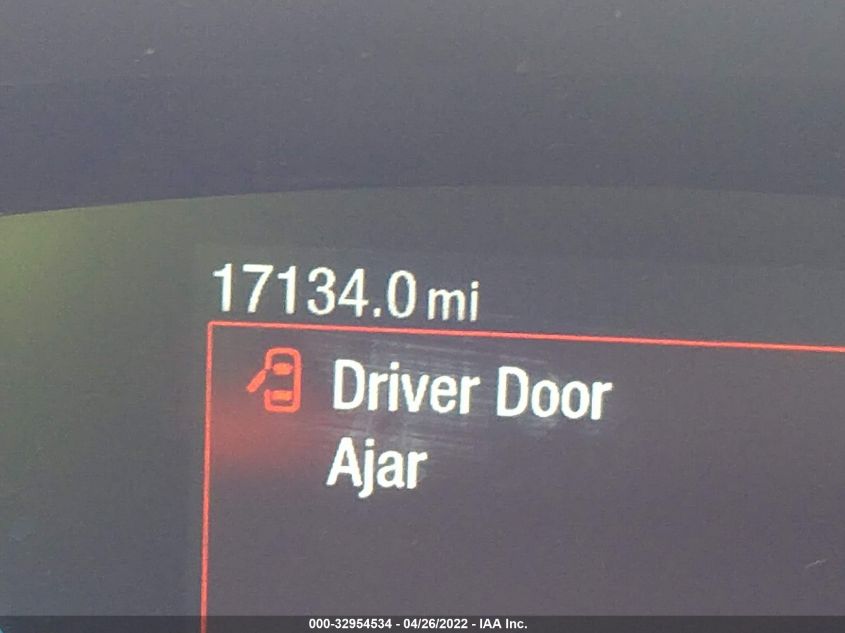 17134.0 mi
Driver Door
Ajar
000-32954534 - 04/26/2022 - IAA Inc.